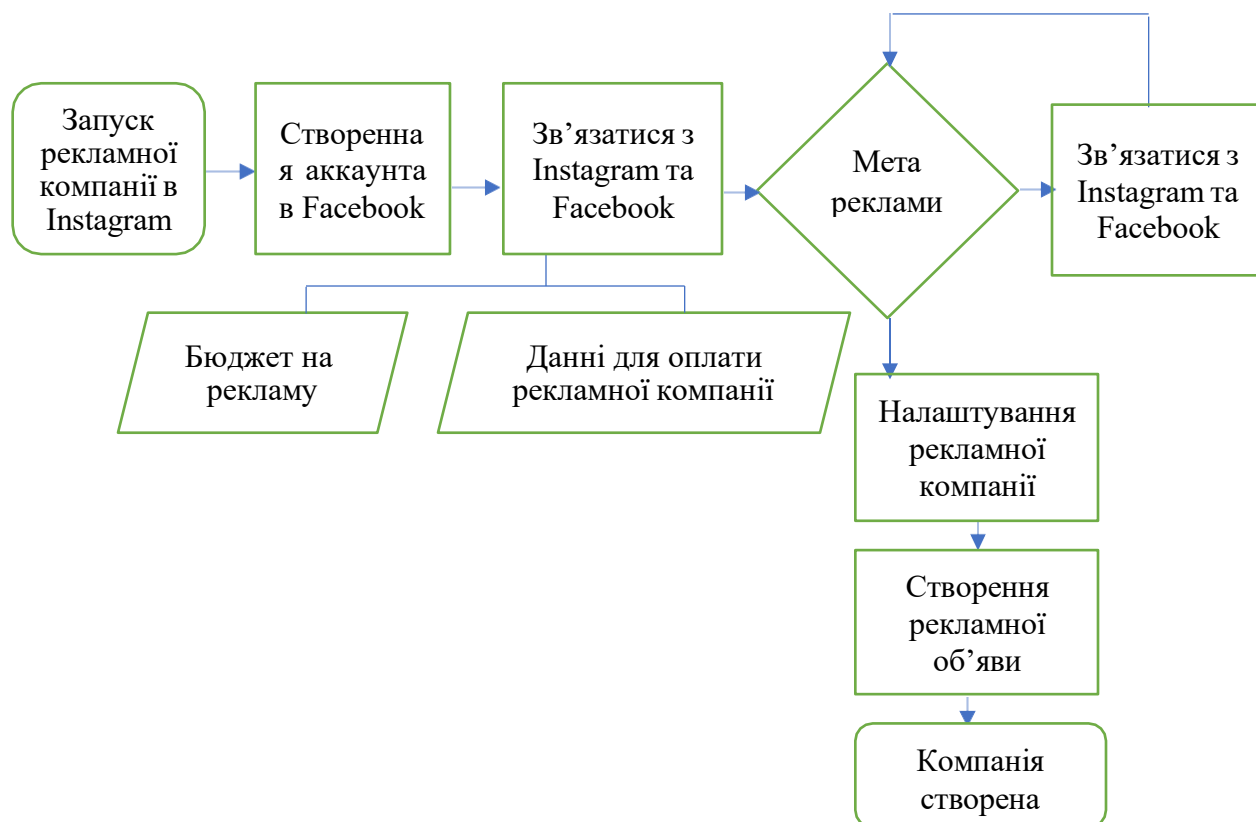 Запуск
рекламної
компанії в
Instagram
Створенна
я аккаунта
в Facebook
Зв’язатися з
Instagram та
Facebook
Мета
реклами
Зв’язатися з
Instagram та
Facebook
Бюджет на
рекламу
Данні для оплати
рекламної компанії
Налаштування
рекламної
компанії
Створення
рекламної
об’яви
Компанія
створена